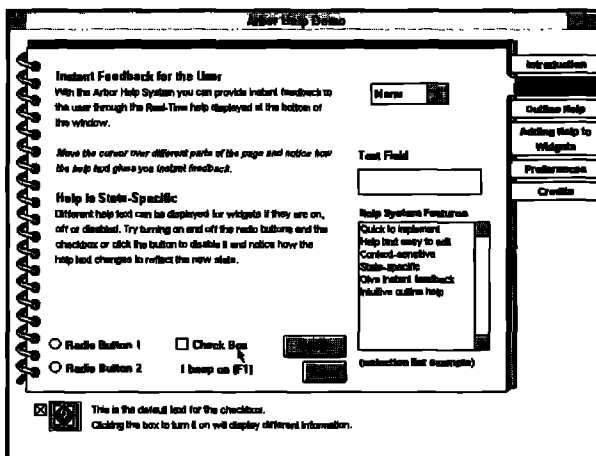 Arbor Help Demo
Introduction
Outline Help
Adding Help to
Widgets
Preferences
Credits
Instant Feedback for the User
With the Arbor Help System you can provide instant feedback to
the user through the Real-Time help displayed at the bottom of
the window.
Move the cursor over different parts of the page and notice how
the help text gives you instant feedback.
Help is State-Specific
Different help text can be displayed for widgets if they are on,
off or disabled. Try turning on and off the radio buttons and the
checkbox or click the button to disable it and notice how the
help text changes to reflect the new state.
Menu
Text Field
Help System Features
Quick to implement
Help text easy to edit
Context-sensitive
State-specific
Give instant feedback
Intuitive outline help
(selection list example)
Radio Button 1
Check Box
Radio Button 2
I beep on (F1)
This is the default text for the checkbox.
Clicking the box to turn it on will display different information.